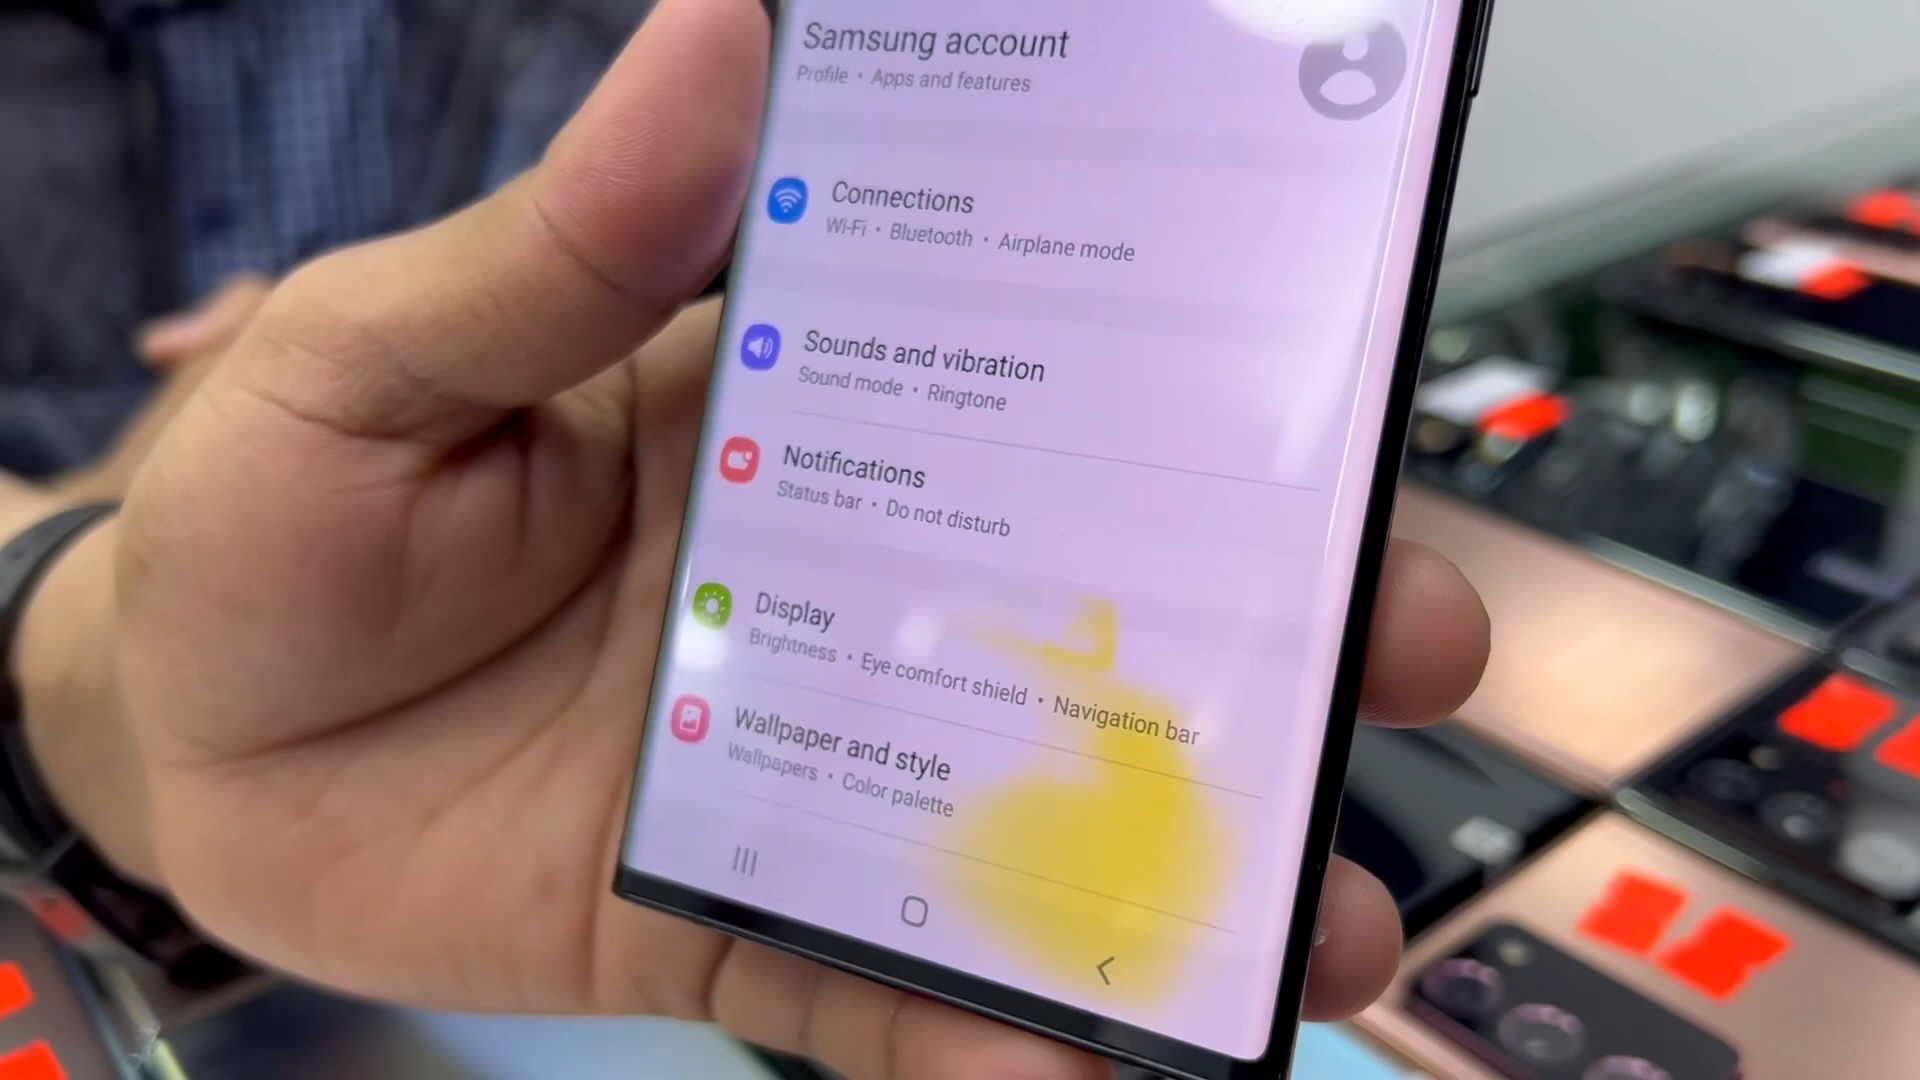 Samsung account
Profile • Apps and features
Connections
Wi-Fi • Bluetooth • Airplane mode
Sounds and vibration
Sound mode • Ringtone
Notifications
Status bar • Do not disturb
Display
Brightness • Eye comfort shield • Navigation bar
Wallpaper and style
Wallpapers • Color palette